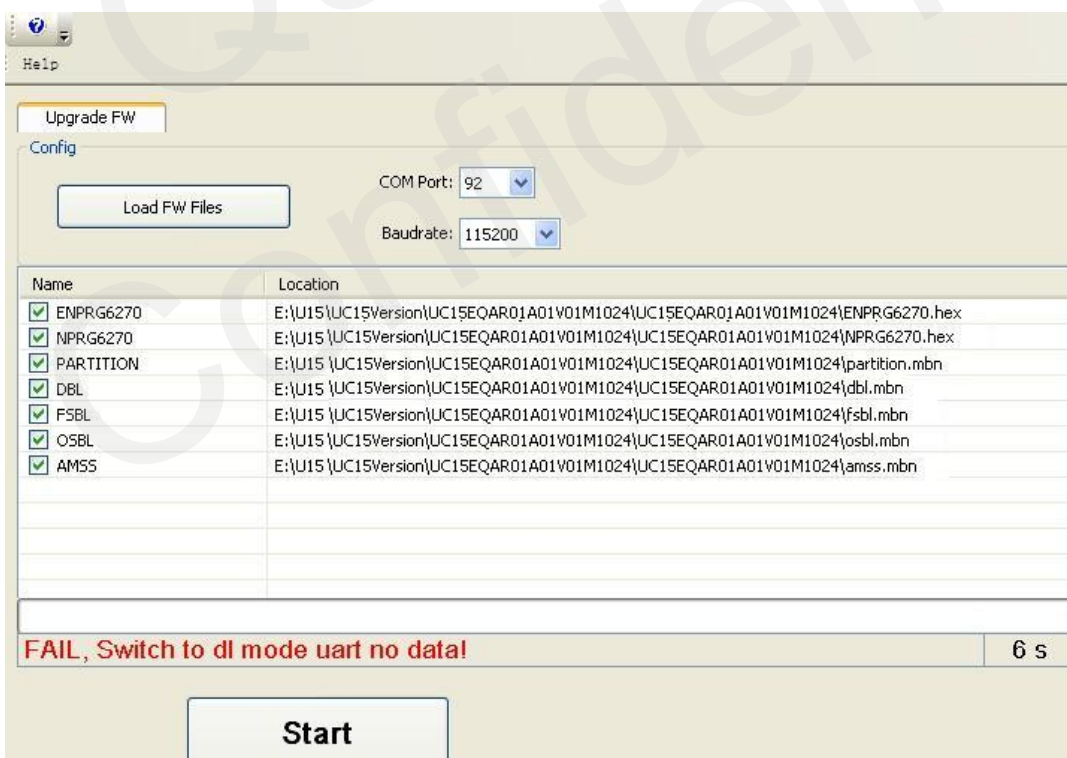 Help
Upgrade FW
Config
Load FW Files
COM Port: 92
Baudrate: 115200
Name Location
ENPRG6270 E:\U15\UC15Version\UC15EQAR01A01V01M1024\UC15EQAR01A01V01M1024\ENPRG6270.hex
NPRG6270 E:\U15\UC15Version\UC15EQAR01A01V01M1024\UC15EQAR01A01V01M1024\NPRG6270.hex
PARTITION E:\U15 \UC15Version\UC15EQAR01A01V01M1024\UC15EQAR01A01V01M1024\partition.mbn
DBL E:\U15 \UC15Version\UC15EQAR01A01V01M1024\UC15EQAR01A01V01M1024\dbl.mbn
FSBL E:\U15 \UC15Version\UC15EQAR01A01V01M1024\UC15EQAR01A01V01M1024\fsbl.mbn
OSBL E:\U15 \UC15Version\UC15EQAR01A01V01M1024\UC15EQAR01A01V01M1024\osbl.mbn
AMSS E:\U15 \UC15Version\UC15EQAR01A01V01M1024\UC15EQAR01A01V01M1024\amss.mbn
FAIL, Switch to dl mode uart no data! 6 s
Start